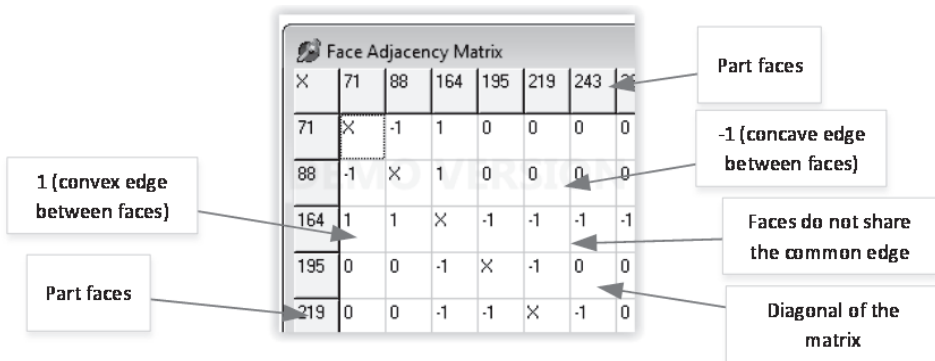 Face Adjacency Matrix
X 71 88 164 195 219 243
71 X -1 1 0 0 0 0
88 -1 X 1 0 0 0 0
164 1 1 X -1 -1 -1 -1
195 0 0 -1 X -1 0 0
219 0 0 -1 -1 X -1 0
DEMO VERSION
Part faces
-1 (concave edge
between faces)
1 (convex edge
between faces)
Faces do not share
the common edge
Part faces
Diagonal of the
matrix